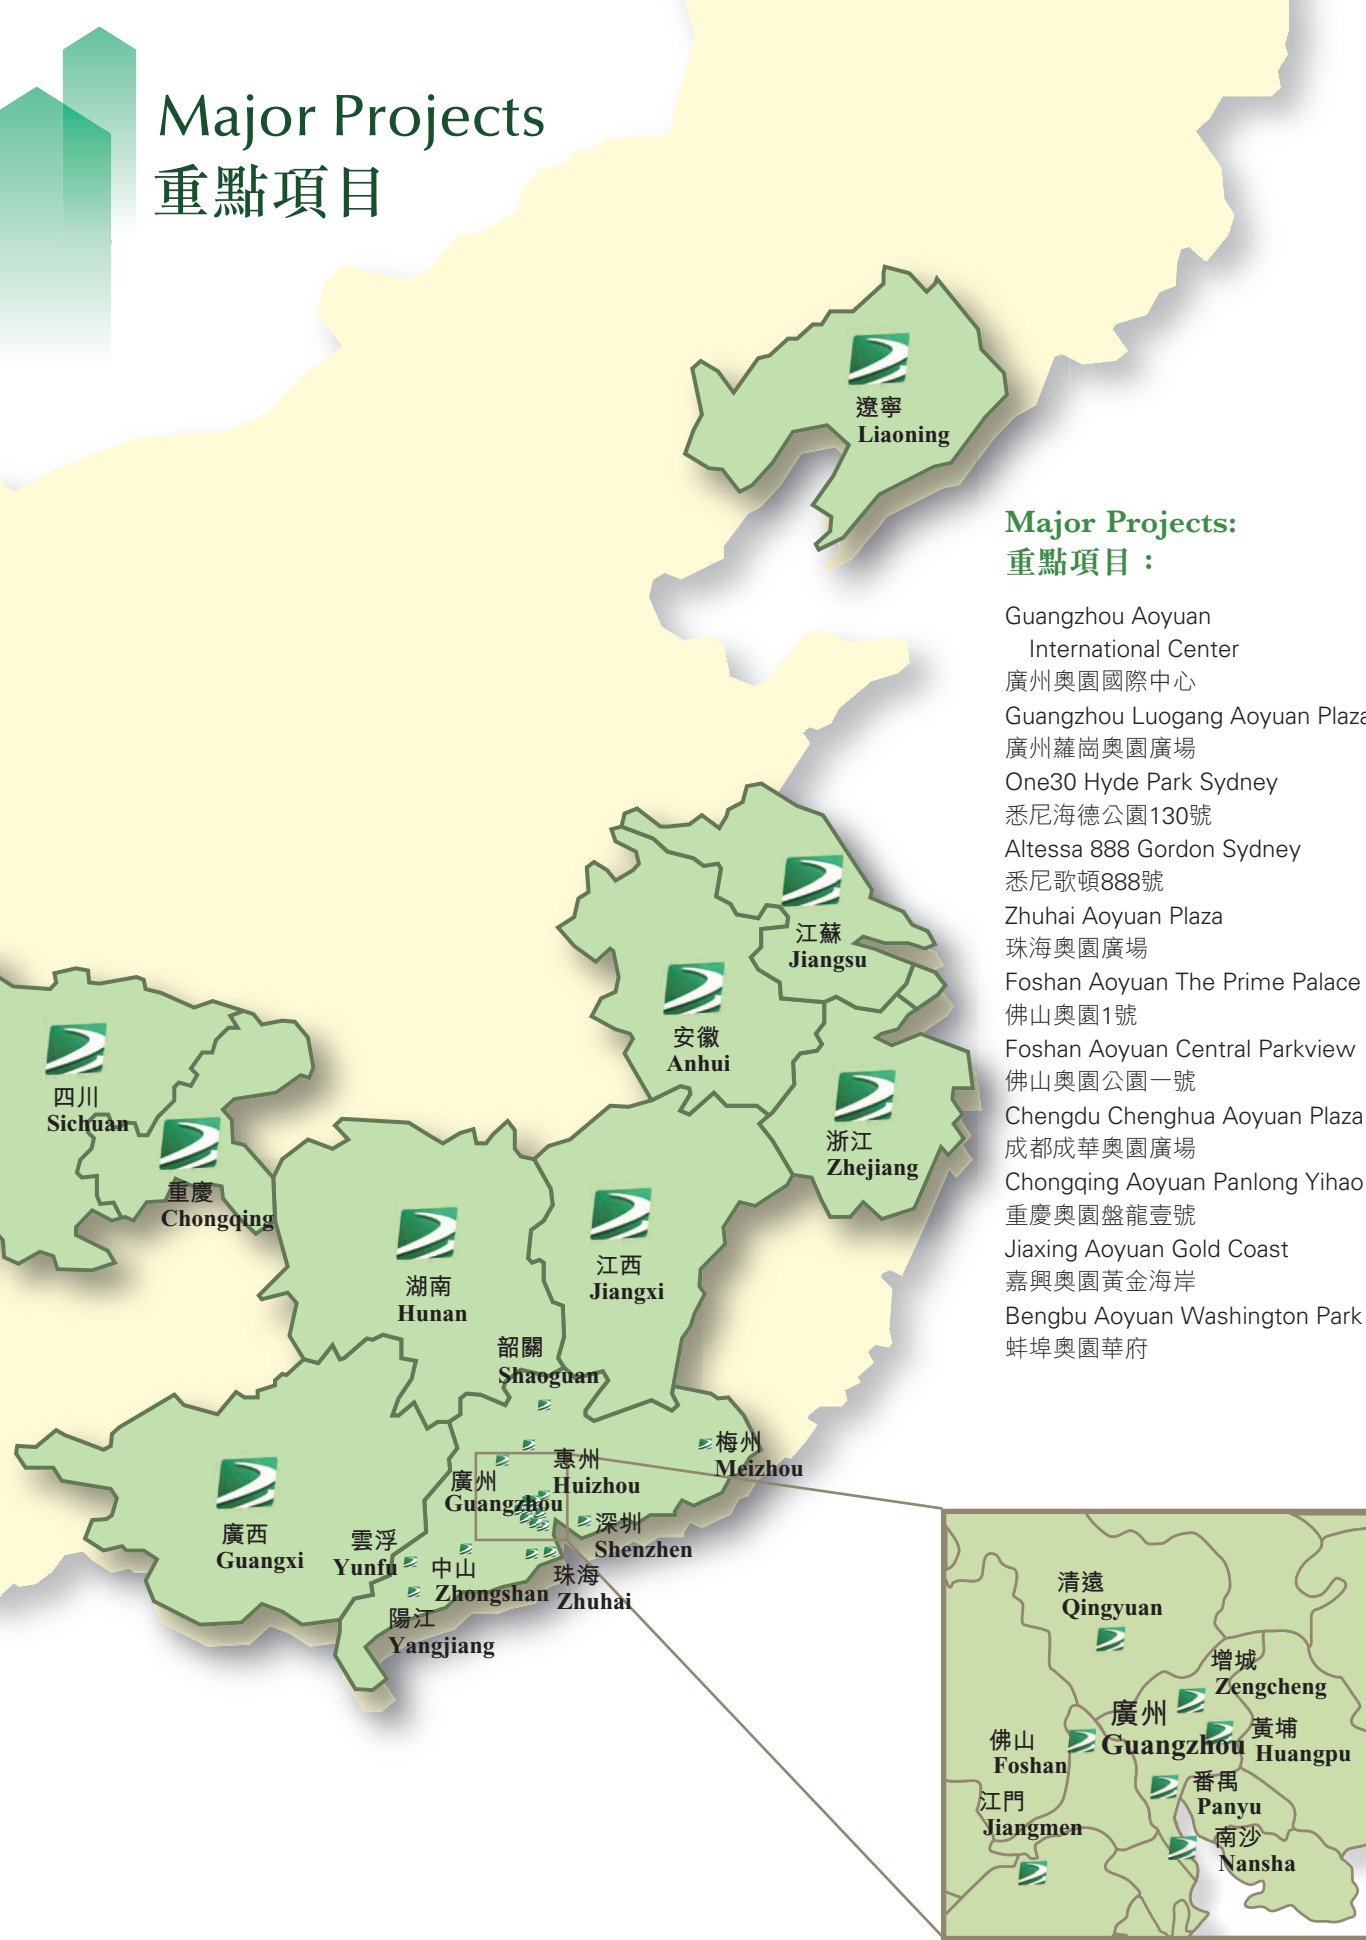 Major Projects
重點項目
遼寧
Liaoning
Major Projects:
重點項目：
Guangzhou Aoyuan
International Center
廣州奧園國際中心
Guangzhou Luogang Aoyuan Plaza
廣州蘿崗奧園廣場
One30 Hyde Park Sydney
悉尼海德公園130號
Altessa 888 Gordon Sydney
悉尼歌頓888號
Zhuhai Aoyuan Plaza
珠海奧園廣場
Foshan Aoyuan The Prime Palace
佛山奧園1號
Foshan Aoyuan Central Parkview
佛山奧園公園一號
Chengdu Chenghua Aoyuan Plaza
成都成華奧園廣場
Chongqing Aoyuan Panlong Yihao
重慶奧園盤龍壹號
Jiaxing Aoyuan Gold Coast
嘉興奧園黃金海岸
Bengbu Aoyuan Washington Park
蚌埠奧園華府
江蘇
Jiangsu
安徽
Anhui
四川
Sichuan
浙江
Zhejiang
重慶
Chongqing
江西
Jiangxi
湖南
Hunan
韶關
Shaoguan
梅州
Meizhou
惠州
Huizhou
廣州
Guangzhou
深圳
Shenzhen
廣西
Guangxi
雲浮
Yunfu
中山
Zhongshan
珠海
Zhuhai
陽江
Yangjiang
清遠
Qingyuan
增城
Zengcheng
廣州
Guangzhou
黃埔
Huangpu
佛山
Foshan
番禺
Panyu
江門
Jiangmen
南沙
Nansha